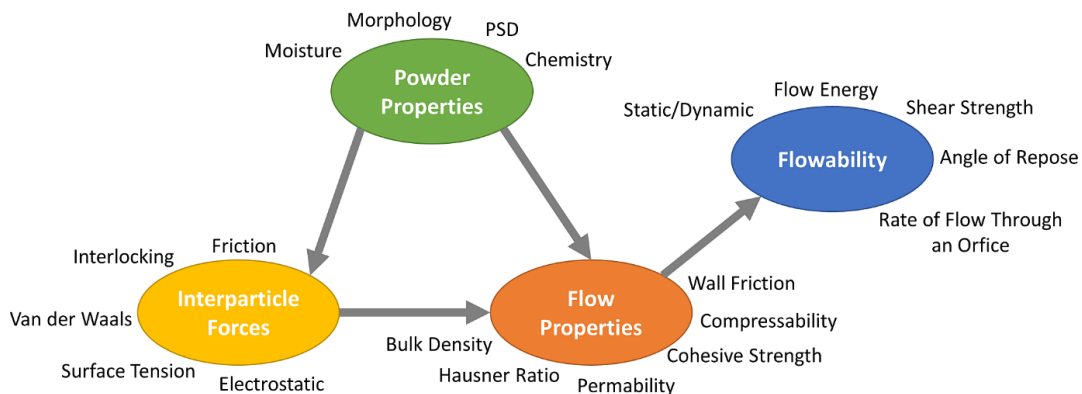 Morphology
PSD
Moisture
Chemistry
Powder
Properties
Flow Energy
Static/Dynamic
Shear Strength
Flowability
Angle of Repose
Rate of Flow Through
an Orfice
Friction
Interlocking
Interparticle
Forces
Van der Waals
Surface Tension
Electrostatic
Flow
Properties
Wall Friction
Compressability
Cohesive Strength
Bulk Density
Hausner Ratio
Permability